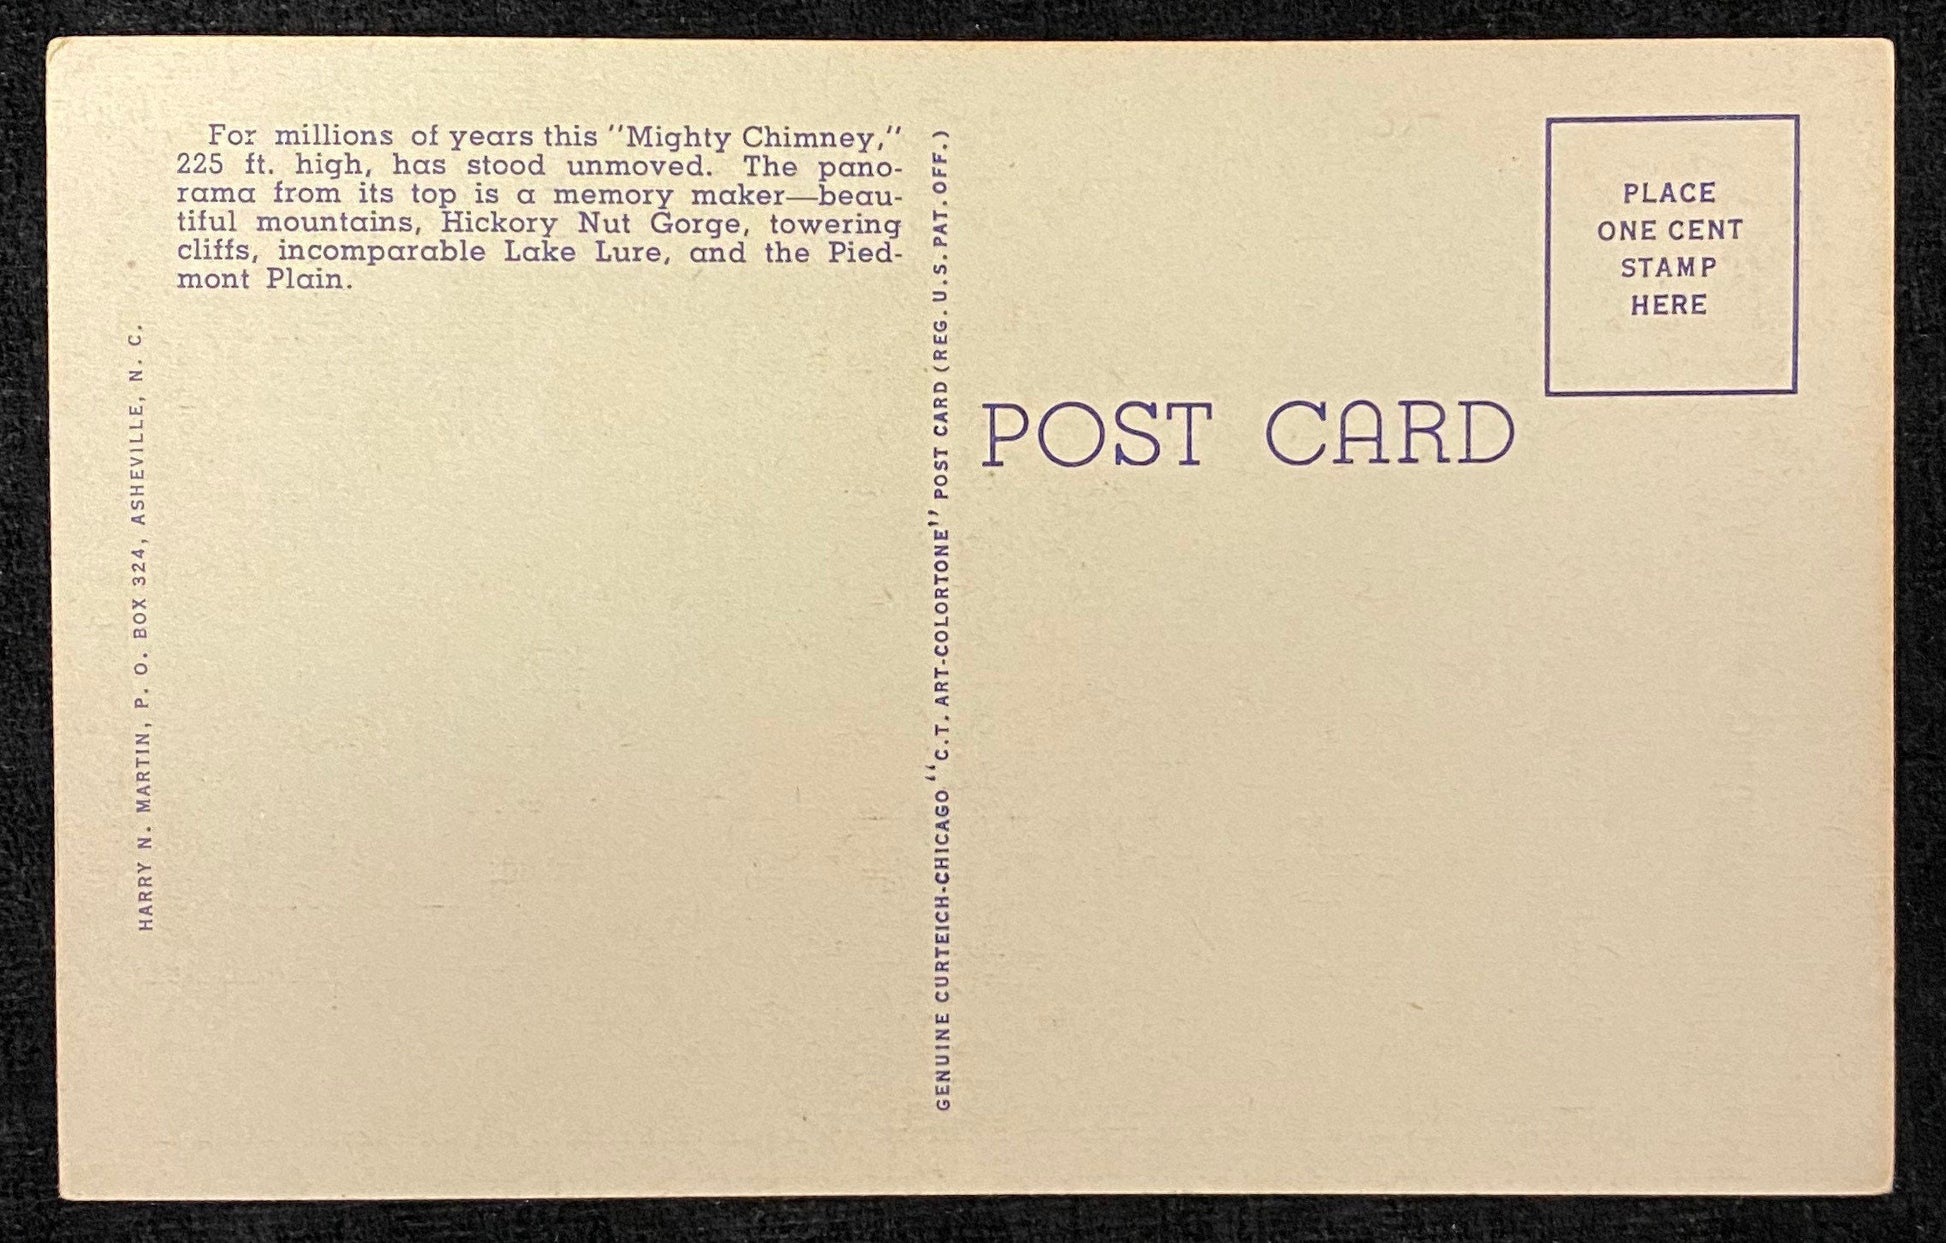 For millions of years this "Mighty Chimney,"
225 ft. high, has stood unmoved. The pano-
rama from its top is a memory maker—beau-
tiful mountains, Hickory Nut Gorge, towering
cliffs, incomparable Lake Lure, and the Pied-
mont Plain.
HARRY N. MARTIN, P. O. BOX 324, ASHEVILLE, N. C.
GENUINE CURTEICH-CHICAGO "C.T. ART-COLORTONE" POST CARD (REG. U.S. PAT. OFF.)
POST CARD
PLACE
ONE CENT
STAMP
HERE